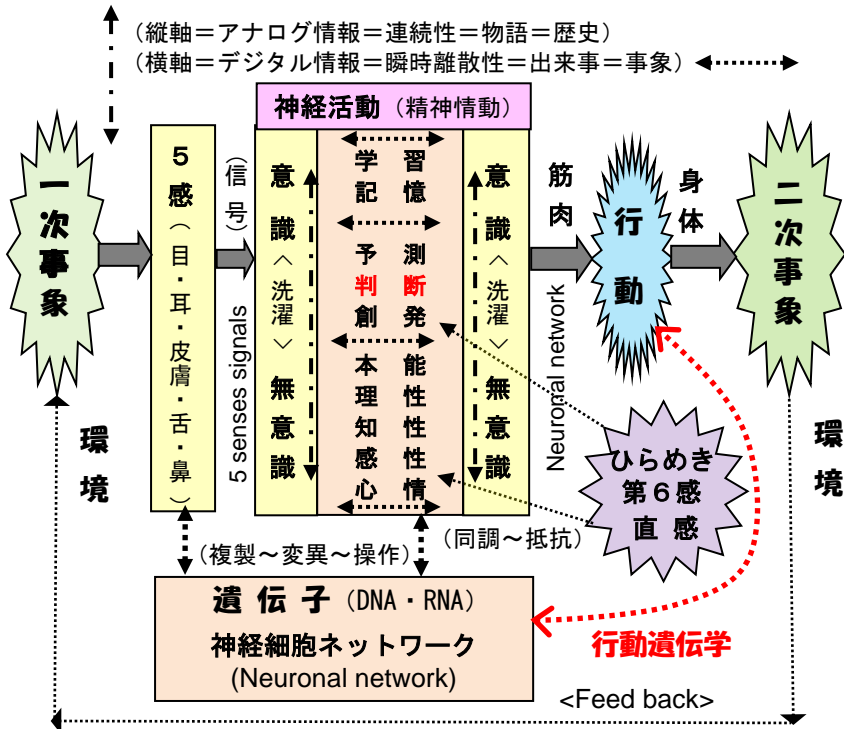 (縦軸＝アナログ情報＝連続性＝物語＝歴史)
(横軸＝デジタル情報＝瞬時離散性＝出来事＝事象)
神経活動（精神情動）
一次事象
５感（目・耳・皮膚・舌・鼻）
（信号）
5 senses signals
意識〈洗濯〉無意識
学習
記憶
予測
判断
創発
本能
理性
知性
感性
心情
意識〈洗濯〉無意識
筋肉
Neuronal network
行動
身体
二次事象
環境
環境
ひらめき
第６感
直感
(複製～変異～操作)
(同調～抵抗)
遺伝子（DNA・RNA）
神経細胞ネットワーク
(Neuronal network)
行動遺伝学
<Feed back>